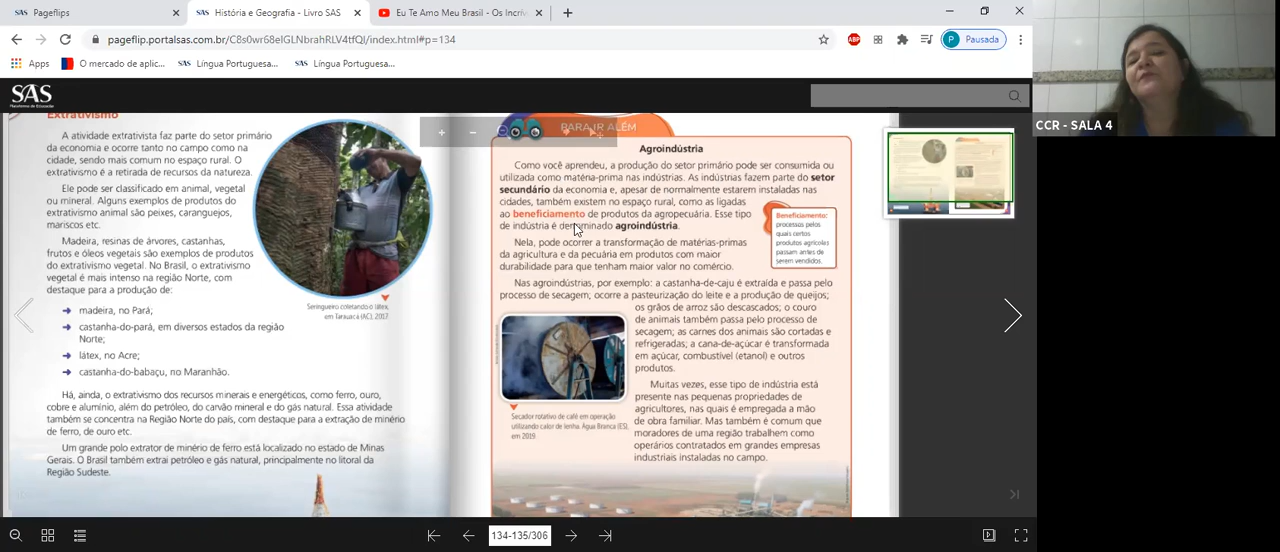 SAS Pageflips
SAS História e Geografia - Livro SAS
Eu Te Amo Meu Brasil - Os Incrív
pageflip.portalsas.com.br/C8s0wr68elGLNbrahRLV4tfQI/index.html#p=134
ABP
P Pausada
Apps
O mercado de aplic...
SAS Língua Portuguesa...
SAS Língua Portuguesa...
SAS
Plataforma de Educação
CCR - SALA 4
Extrativismo
A atividade extrativista faz parte do setor primário
da economia e ocorre tanto no campo como na
cidade, sendo mais comum no espaço rural. O
extrativismo é a retirada de recursos da natureza.
Ele pode ser classificado em animal, vegetal
ou mineral. Alguns exemplos de produtos do
extrativismo animal são peixes, caranguejos,
mariscos etc.
Madeira, resinas de árvores, castanhas,
frutos e óleos vegetais são exemplos de produtos
do extrativismo vegetal. No Brasil, o extrativismo
vegetal é mais intenso na região Norte, com
destaque para a produção de:
➜ madeira, no Pará;
➜ castanha-do-pará, em diversos estados da região
Norte;
➜ látex, no Acre;
➜ castanha-do-babaçu, no Maranhão.
Seringueiro coletando o látex,
em Tarauacá (AC), 2017.
Há, ainda, o extrativismo dos recursos minerais e energéticos, como ferro, ouro,
cobre e alumínio, além do petróleo, do carvão mineral e do gás natural. Essa atividade
também se concentra na Região Norte do país, com destaque para a extração de minério
de ferro, de ouro etc.
Um grande polo extrator de minério de ferro está localizado no estado de Minas
Gerais. O Brasil também extrai petróleo e gás natural, principalmente no litoral da
Região Sudeste.
PARA IR ALÉM
Agroindústria
Como você aprendeu, a produção do setor primário pode ser consumida ou
utilizada como matéria-prima nas indústrias. As indústrias fazem parte do setor
secundário da economia e, apesar de normalmente estarem instaladas nas
cidades, também existem no espaço rural, como as ligadas
ao beneficiamento de produtos da agropecuária. Esse tipo
de indústria é denominado agroindústria.
Beneficiamento:
processos pelos
quais certos
produtos agrícolas
passam antes de
serem vendidos.
Nela, pode ocorrer a transformação de matérias-primas
da agricultura e da pecuária em produtos com maior
durabilidade para que tenham maior valor no comércio.
Nas agroindústrias, por exemplo: a castanha-de-caju é extraída e passa pelo
processo de secagem; ocorre a pasteurização do leite e a produção de queijos;
os grãos de arroz são descascados; o couro
de animais também passa pelo processo de
secagem; as carnes dos animais são cortadas e
refrigeradas; a cana-de-açúcar é transformada
em açúcar, combustível (etanol) e outros
produtos.
Muitas vezes, esse tipo de indústria está
presente nas pequenas propriedades de
agricultores, nas quais é empregada a mão
de obra familiar. Mas também é comum que
moradores de uma região trabalhem como
operários contratados em grandes empresas
industriais instaladas no campo.
Secador rotativo de café em operação
utilizando calor de lenha. Água Branca (ES),
em 2019.
134-135/306